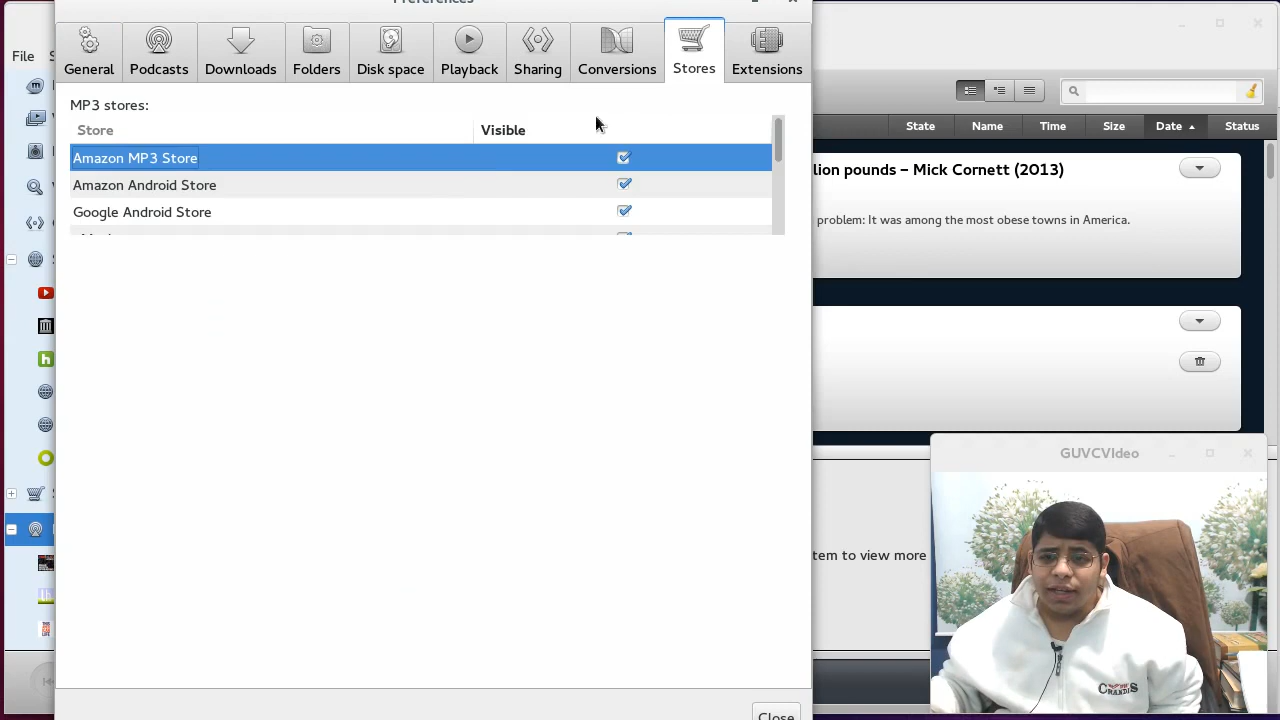 Preferences
File
General
Podcasts
Downloads
Folders
Disk space
Playback
Sharing
Conversions
Stores
Extensions
MP3 stores:
Store Visible
Amazon MP3 Store
Amazon Android Store
Google Android Store
State Name Time Size Date Status
lion pounds – Mick Cornett (2013)
problem: It was among the most obese towns in America.
GUVCVIdeo
tem to view more
Close